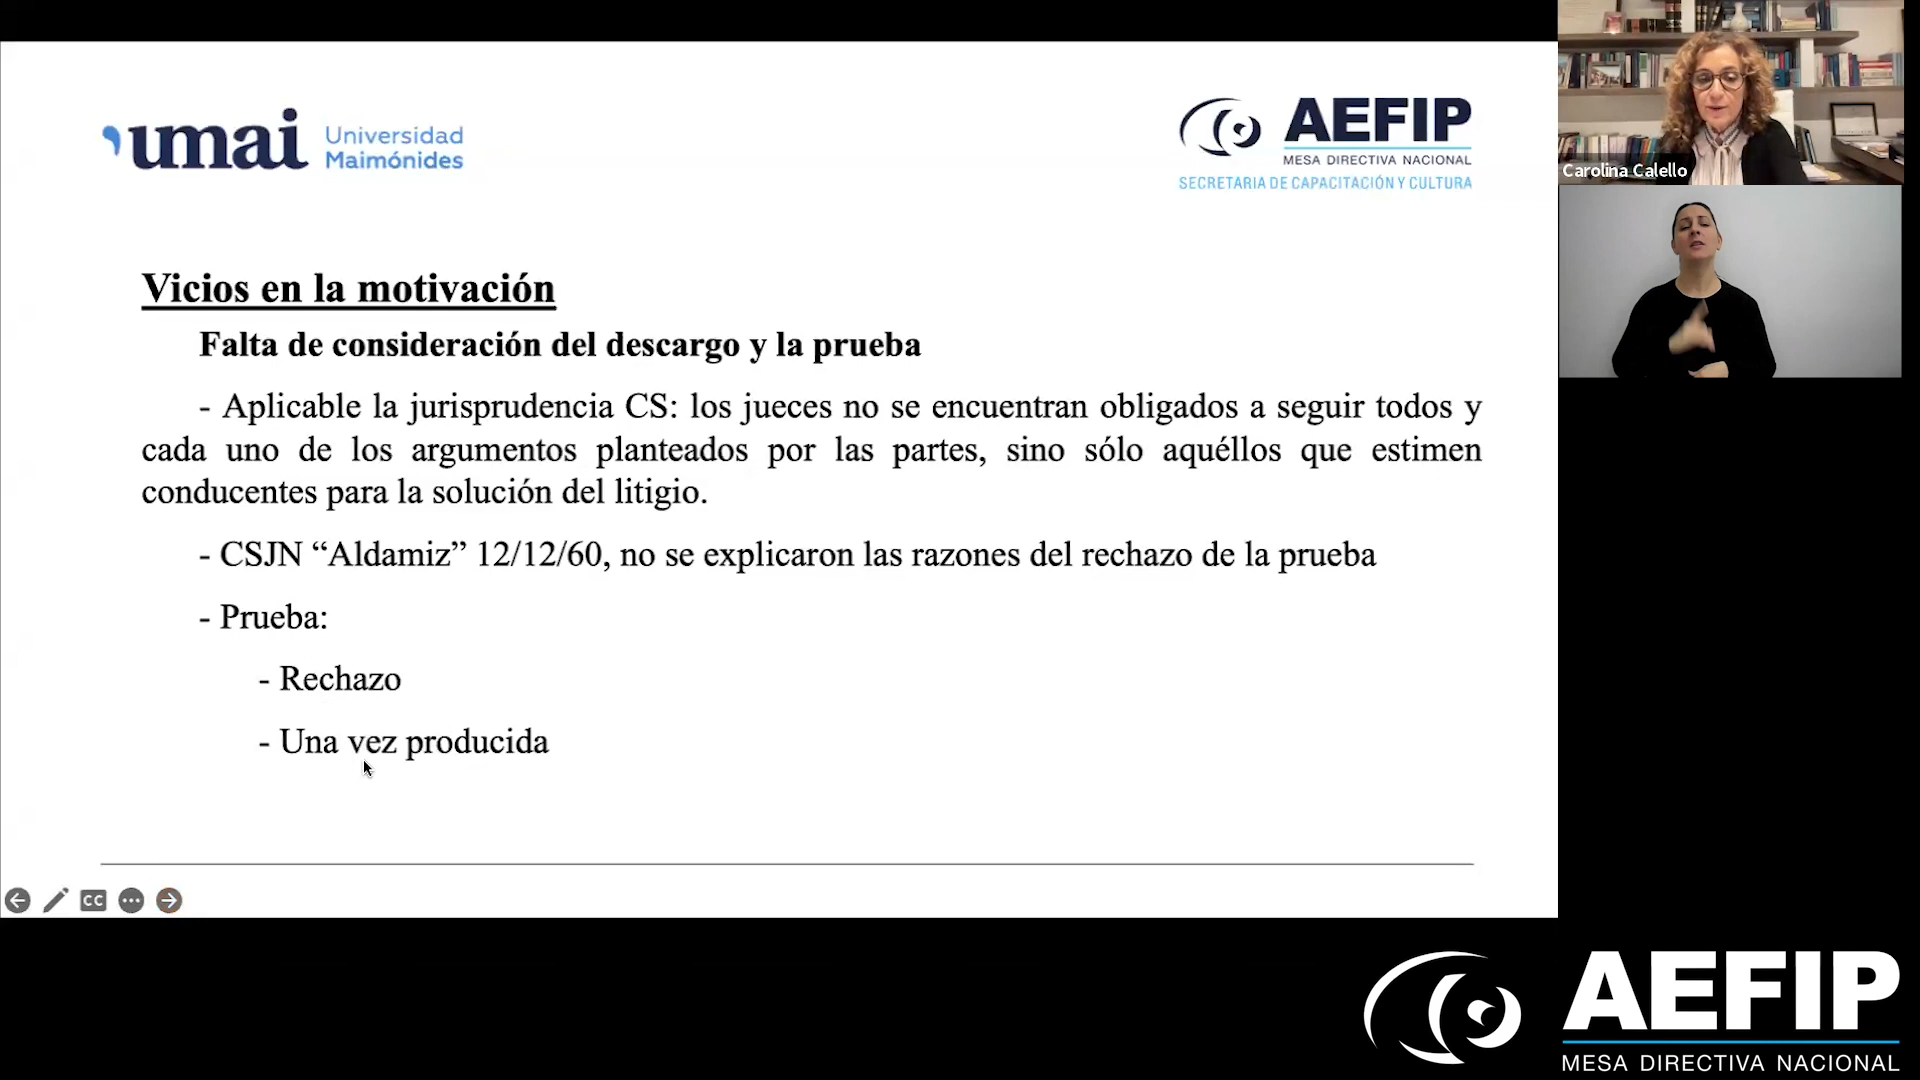 umai Universidad
Maimónides
AEFIP
MESA DIRECTIVA NACIONAL
SECRETARIA DE CAPACITACIÓN Y CULTURA
Carolina Calello
Vicios en la motivación
Falta de consideración del descargo y la prueba
- Aplicable la jurisprudencia CS: los jueces no se encuentran obligados a seguir todos y
cada uno de los argumentos planteados por las partes, sino sólo aquéllos que estimen
conducentes para la solución del litigio.
- CSJN “Aldamiz” 12/12/60, no se explicaron las razones del rechazo de la prueba
- Prueba:
- Rechazo
- Una vez producida
CC
AEFIP
MESA DIRECTIVA NACIONAL